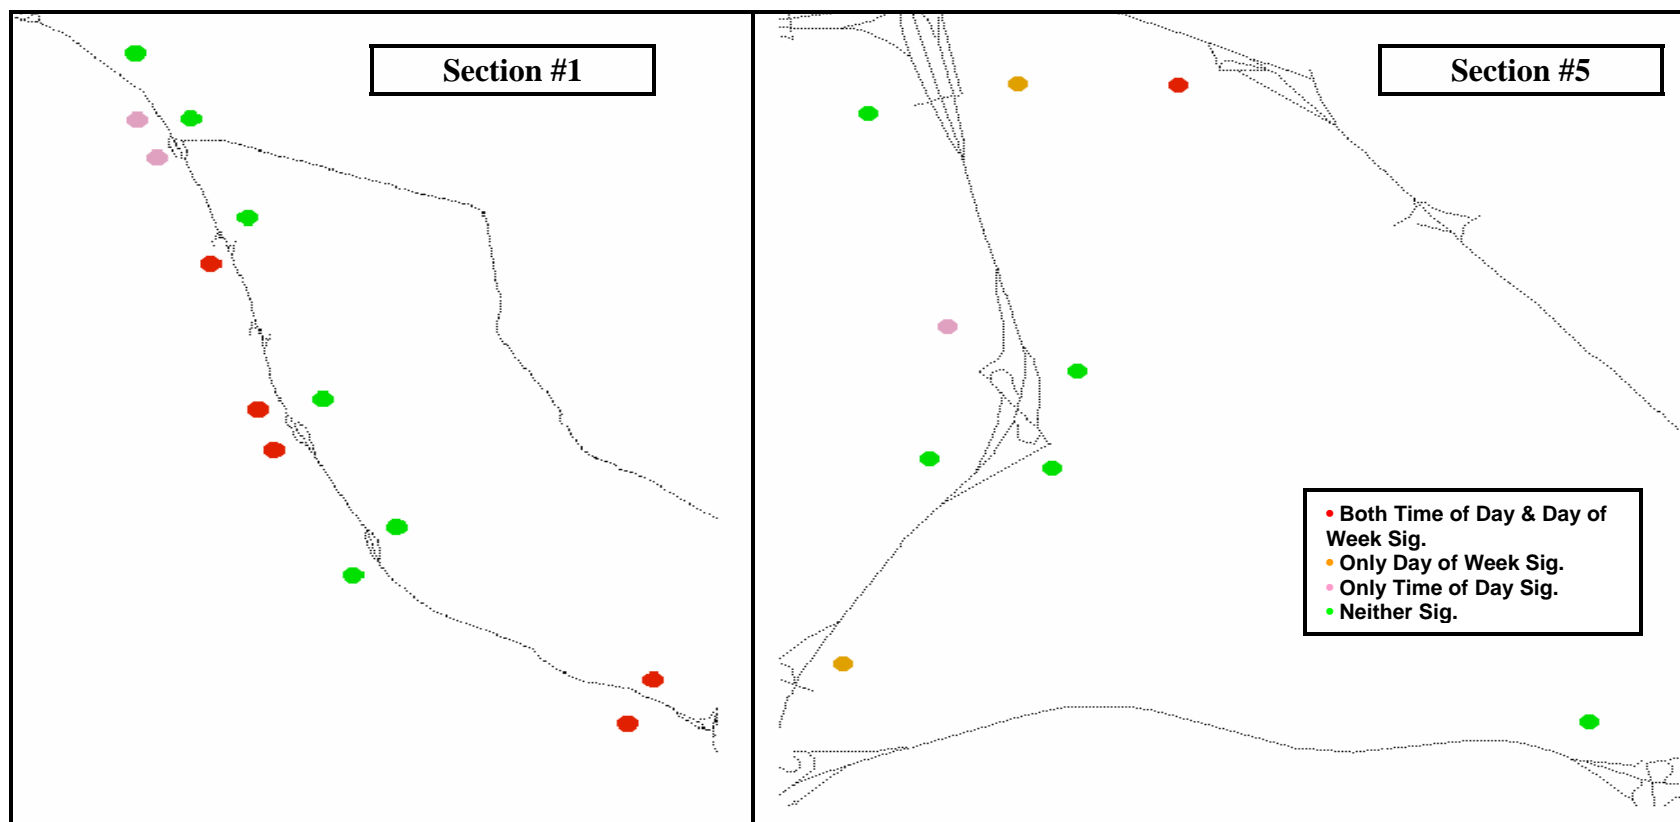 Section #1
Section #5
• Both Time of Day & Day of
Week Sig.
• Only Day of Week Sig.
• Only Time of Day Sig.
• Neither Sig.